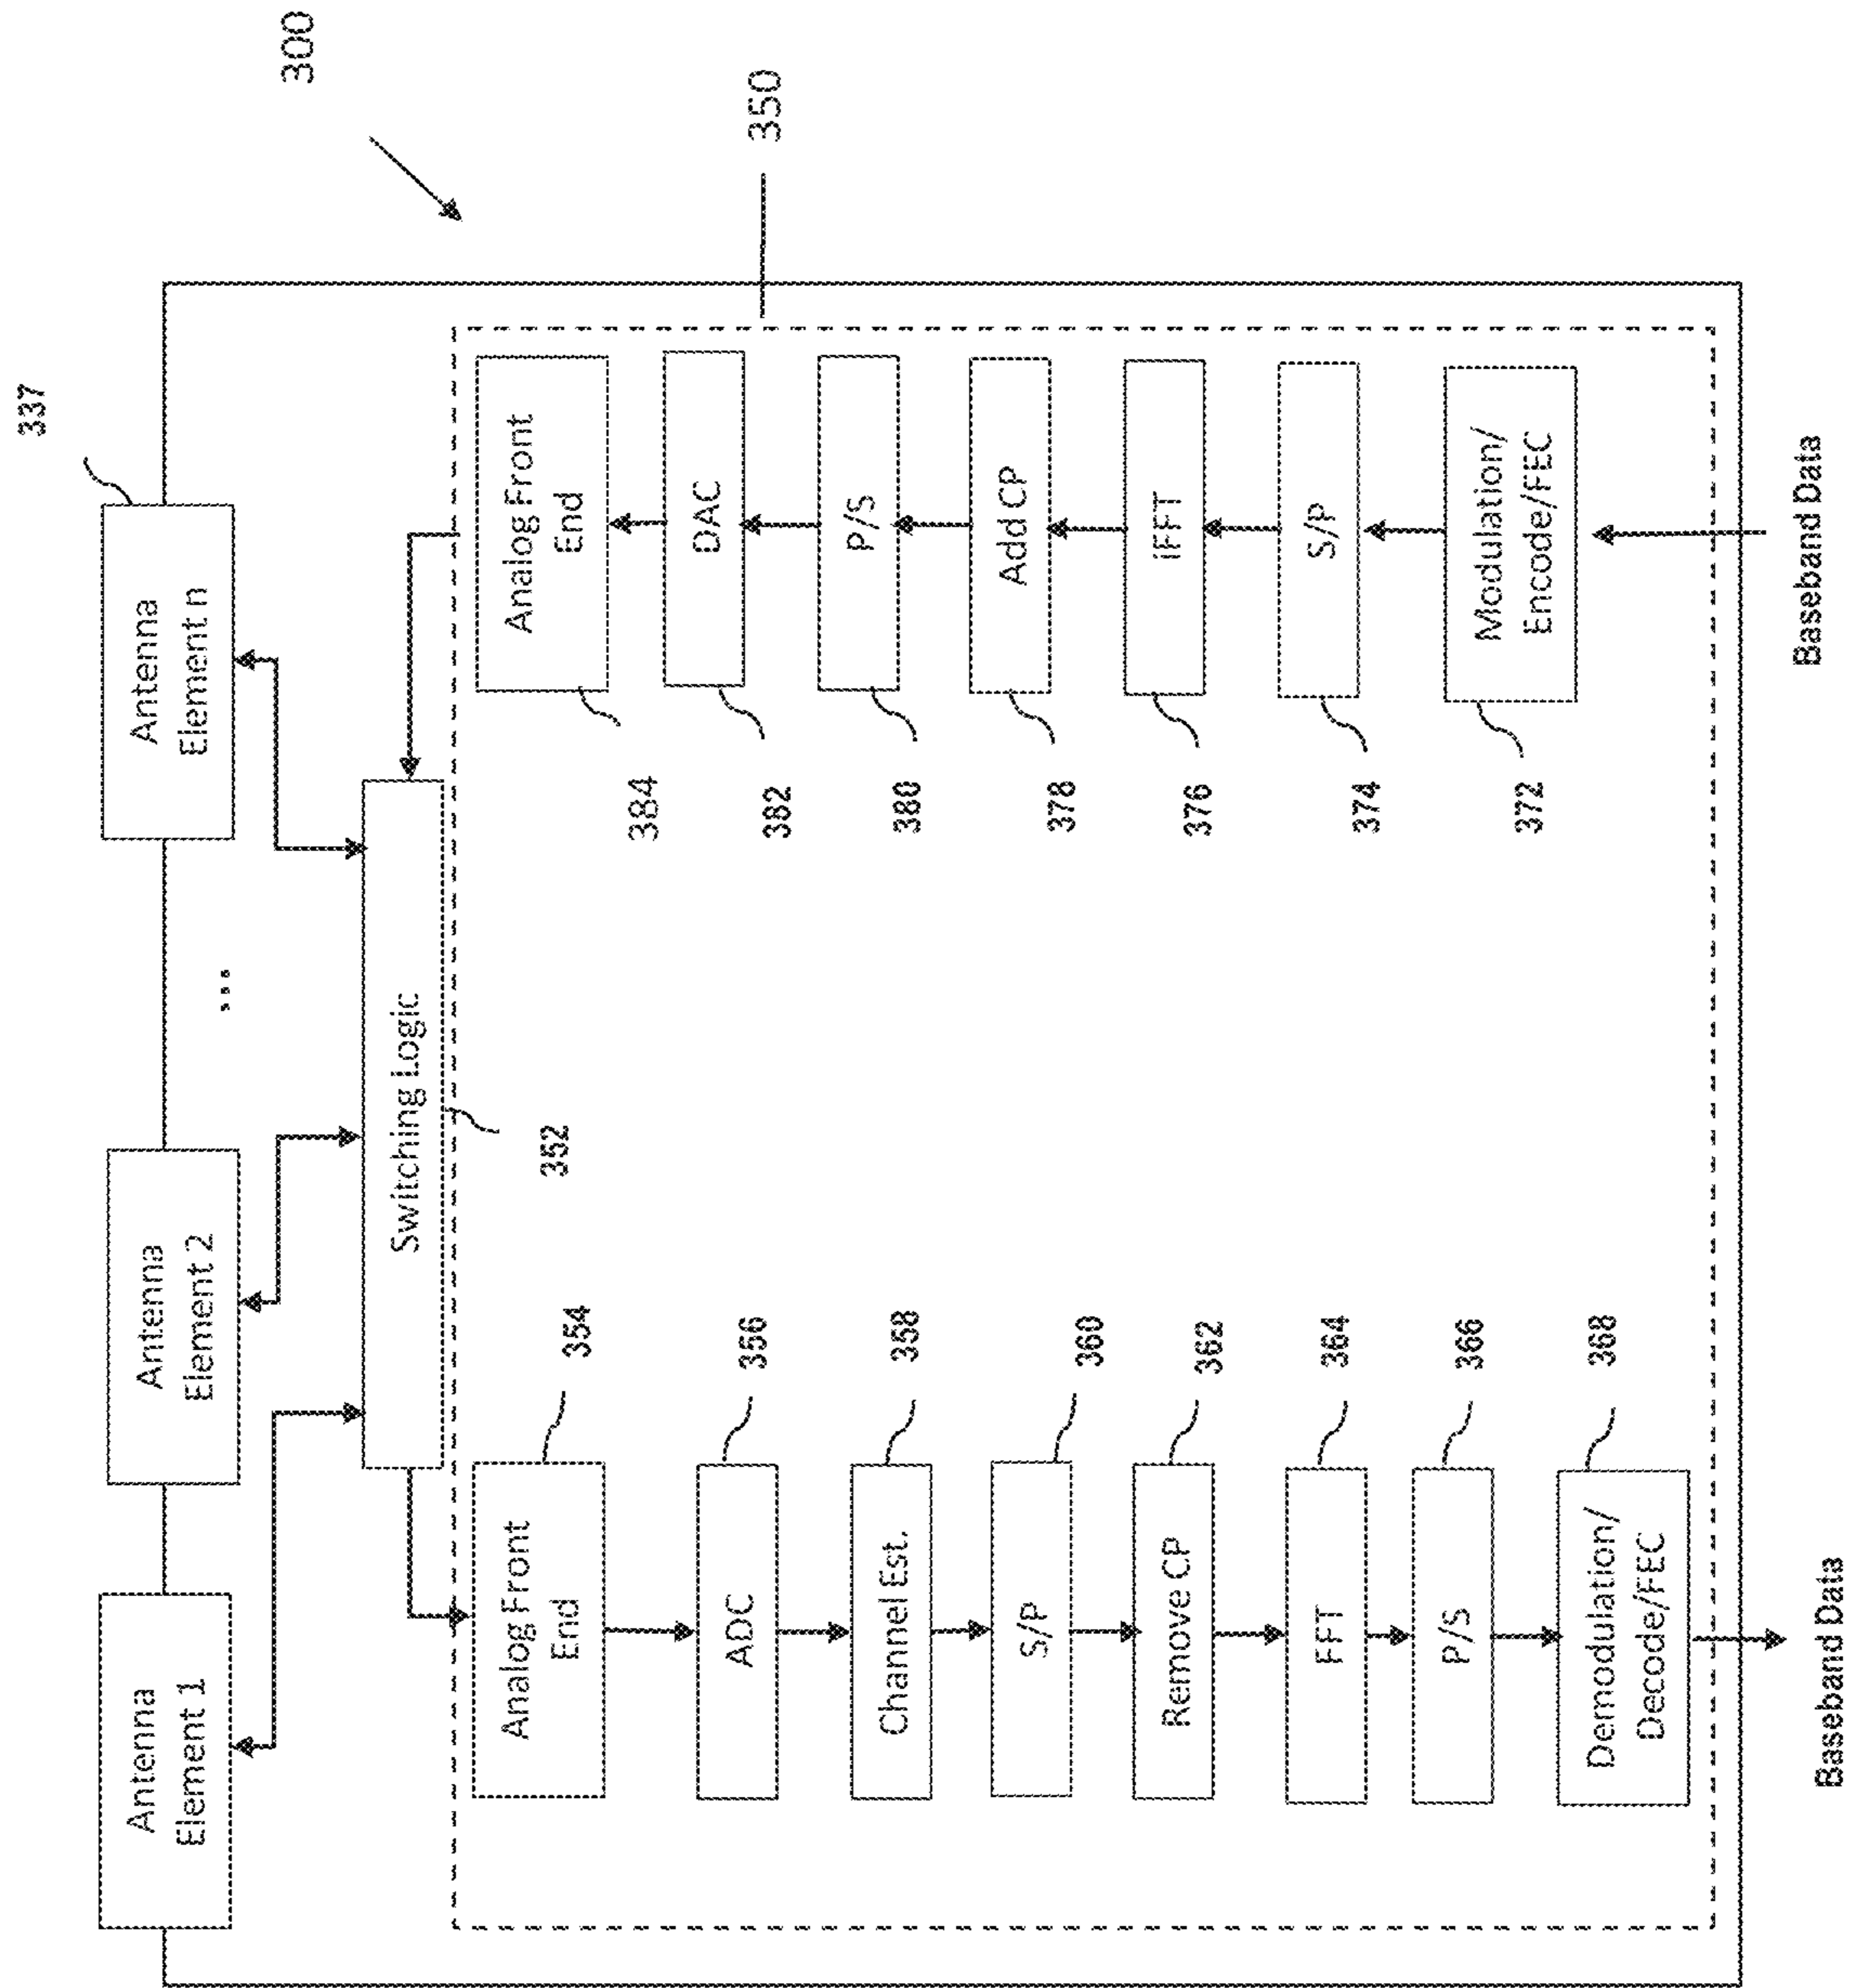 300
337
350
Antenna
Element 1
Antenna
Element 2
...
Antenna
Element n
Switching Logic
352
Analog Front
End
354
ADC
356
Channel Est.
358
S/P
360
Remove CP
362
FFT
364
P/S
366
Demodulation/
Decode/FEC
368
Baseband Data
Analog Front
End
384
DAC
382
P/S
380
Add CP
378
iFFT
376
S/P
374
Modulation/
Encode/FEC
372
Baseband Data